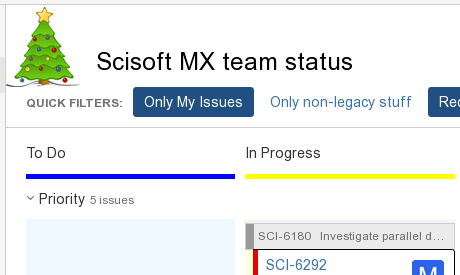 Scisoft MX team status
QUICK FILTERS: Only My Issues Only non-legacy stuff Rec
To Do In Progress
Priority 5 issues
SCI-6180 Investigate parallel d...
SCI-6292
M